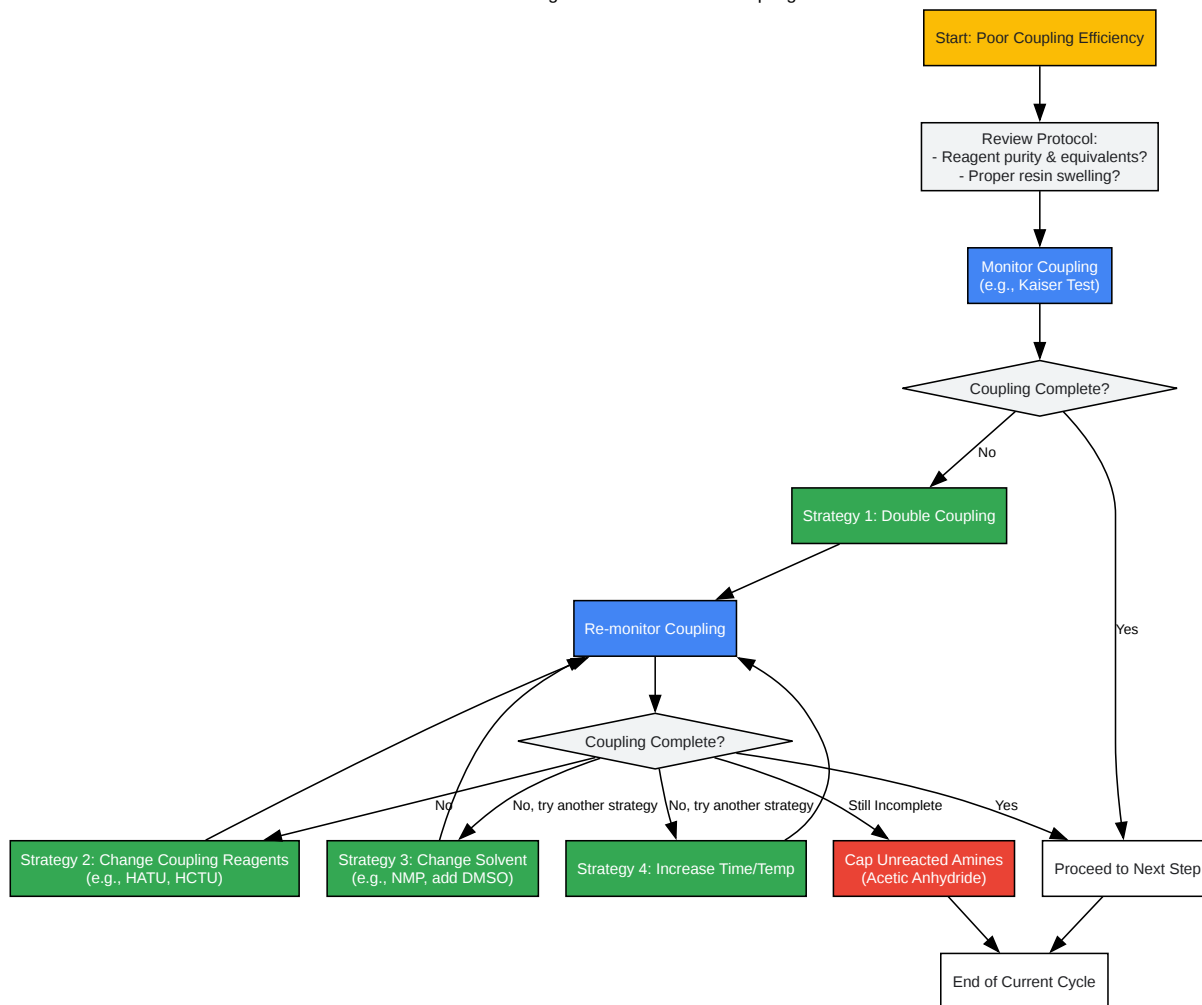 Start: Poor Coupling Efficiency
Review Protocol:
- Reagent purity & equivalents?
- Proper resin swelling?
Monitor Coupling
(e.g., Kaiser Test)
Coupling Complete?
No
Strategy 1: Double Coupling
Yes
Re-monitor Coupling
Coupling Complete?
No
No, try another strategy
No, try another strategy
Still Incomplete
Yes
Strategy 2: Change Coupling Reagents
(e.g., HATU, HCTU)
Strategy 3: Change Solvent
(e.g., NMP, add DMSO)
Strategy 4: Increase Time/Temp
Cap Unreacted Amines
(Acetic Anhydride)
Proceed to Next Step
End of Current Cycle